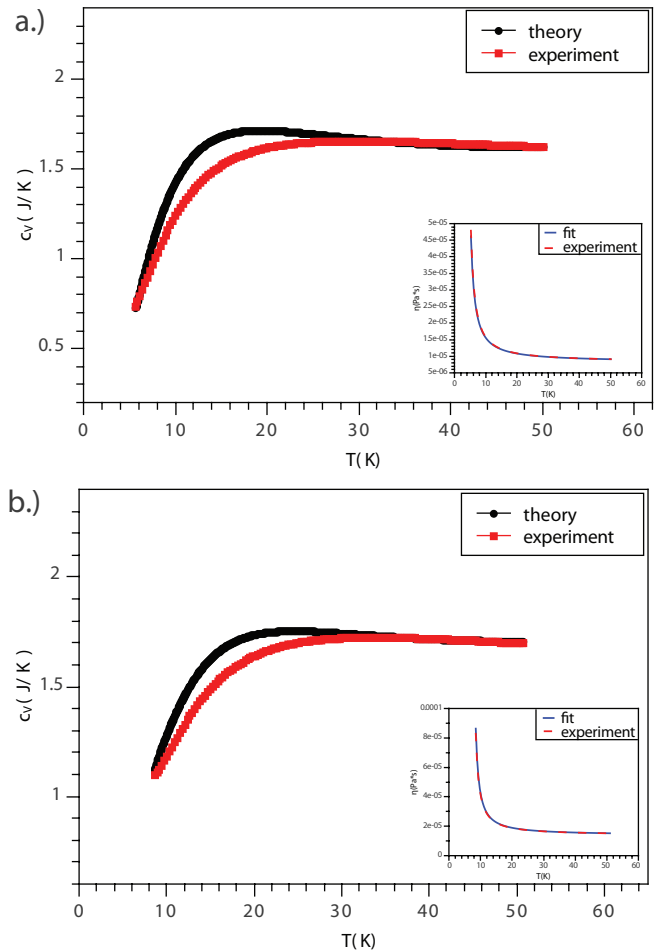 a.)
theory
experiment
2
1.5
1
0.5
c_V ( J/ K)
0 10 20 30 40 50 60
T( K)
fit
experiment
5e-05
4.5e-05
4e-05
3.5e-05
3e-05
2.5e-05
2e-05
1.5e-05
1e-05
5e-06
η(Pa*s)
0 10 20 30 40 50 60
T(K)
b.)
theory
experiment
2
1.5
1
c_V ( J/ K)
0 10 20 30 40 50 60
T( K)
fit
experiment
0.0001
8e-05
6e-05
4e-05
2e-05
0
η(Pa*s)
0 10 20 30 40 50 60
T(K)